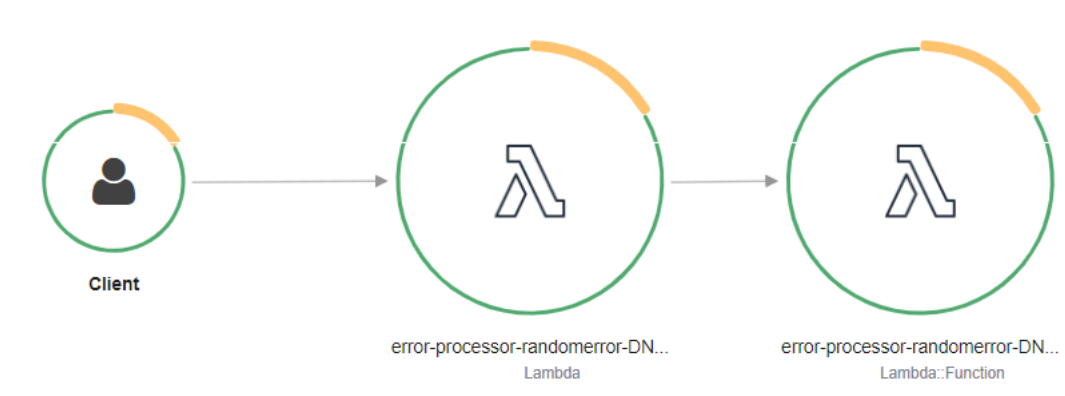 Client
error-processor-randomerror-DN...
Lambda
error-processor-randomerror-DN...
Lambda::Function